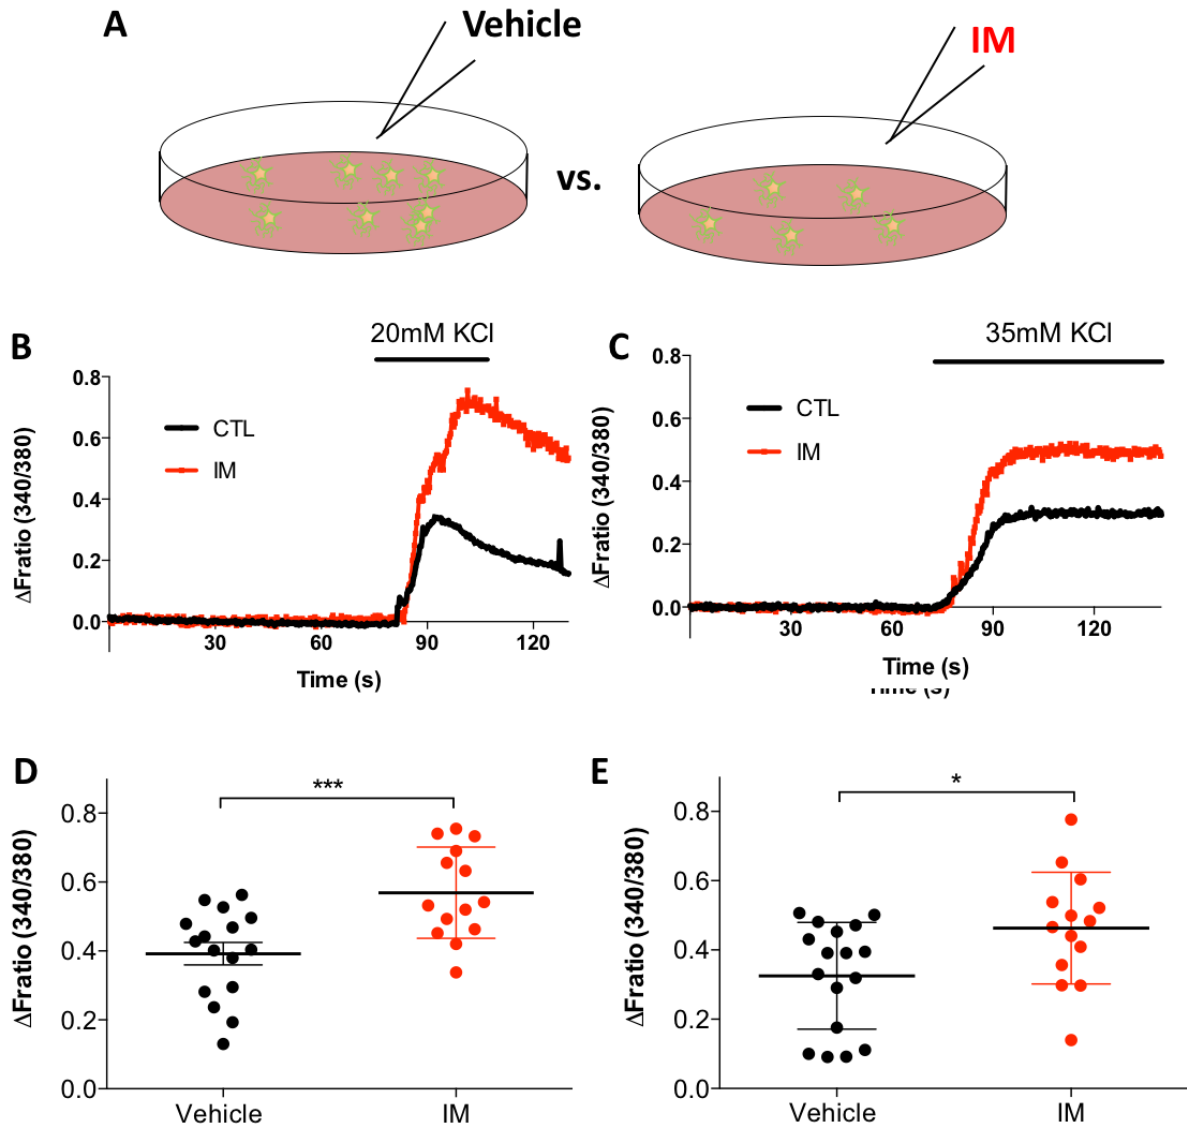 A
Vehicle
IM
vs.
B
20mM KCl
C
35mM KCl
0.8
0.6
0.4
0.2
0.0
ΔFratio (340/380)
CTL
IM
30
60
90
120
Time (s)
0.8
0.6
0.4
0.2
0.0
ΔFratio (340/380)
CTL
IM
30
60
90
120
Time (s)
Time (s)
D
***
0.8
0.6
0.4
0.2
0.0
ΔFratio (340/380)
Vehicle
IM
E
*
0.8
0.6
0.4
0.2
0.0
ΔFratio (340/380)
Vehicle
IM